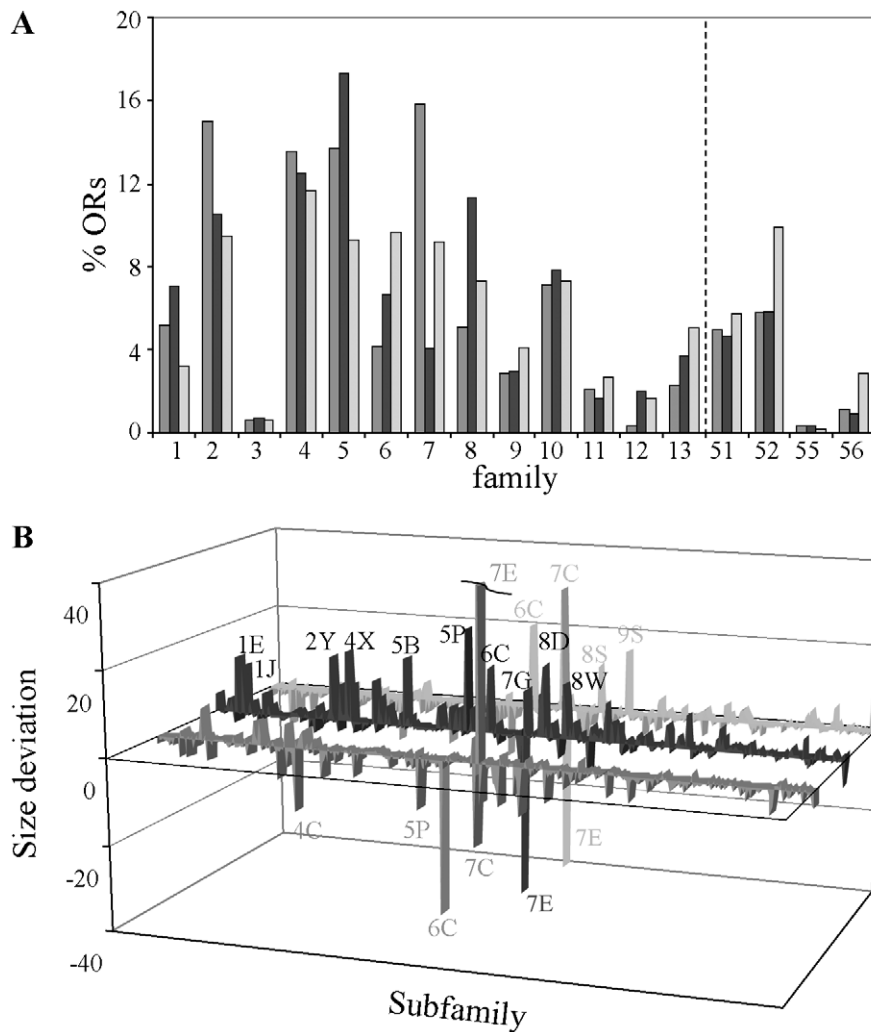 A
20
16
12
8
4
0
% ORs
1 2 3 4 5 6 7 8 9 10 11 12 13 51 52 55 56
family
B
40
20
0
-20
-40
Size deviation
7E 7C
6C
1E 2Y 4X 5B 5P 8D 9S
1J 6C 8S
7G 8W
4C 5P 7C 7E
6C 7E
Subfamily